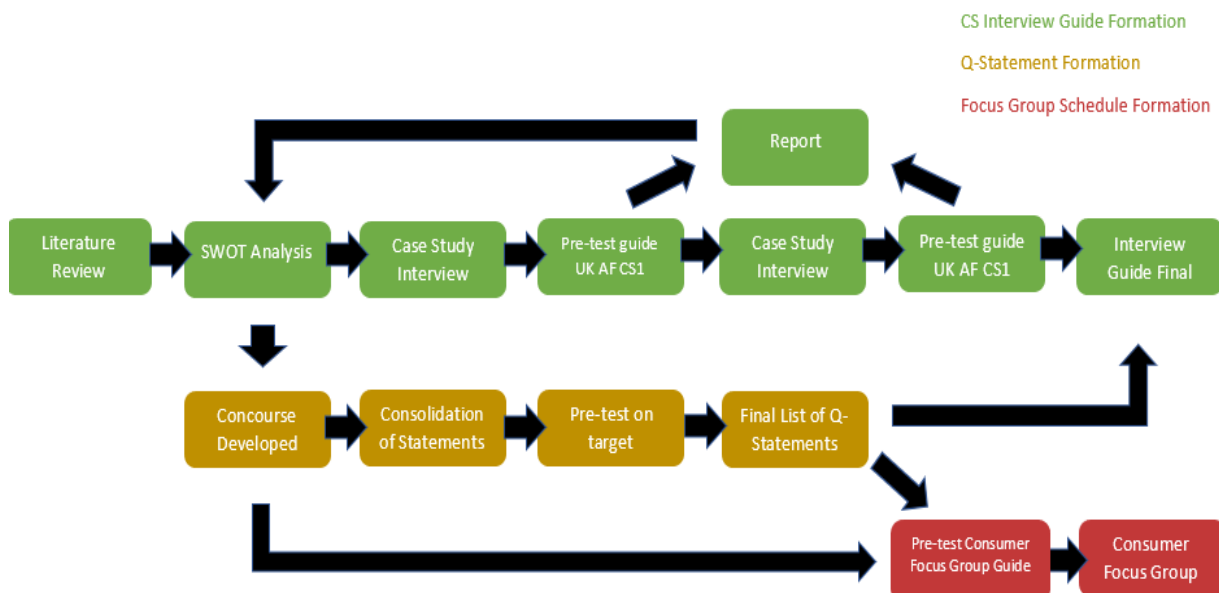 CS Interview Guide Formation
Q-Statement Formation
Focus Group Schedule Formation
Report
Literature
Review
SWOT Analysis
Case Study
Interview
Pre-test guide
UK AF CS1
Case Study
Interview
Pre-test guide
UK AF CS1
Interview
Guide Final
Concourse
Developed
Consolidation
of Statements
Pre-test on
target
Final List of Q-
Statements
Pre-test Consumer
Focus Group Guide
Consumer
Focus Group